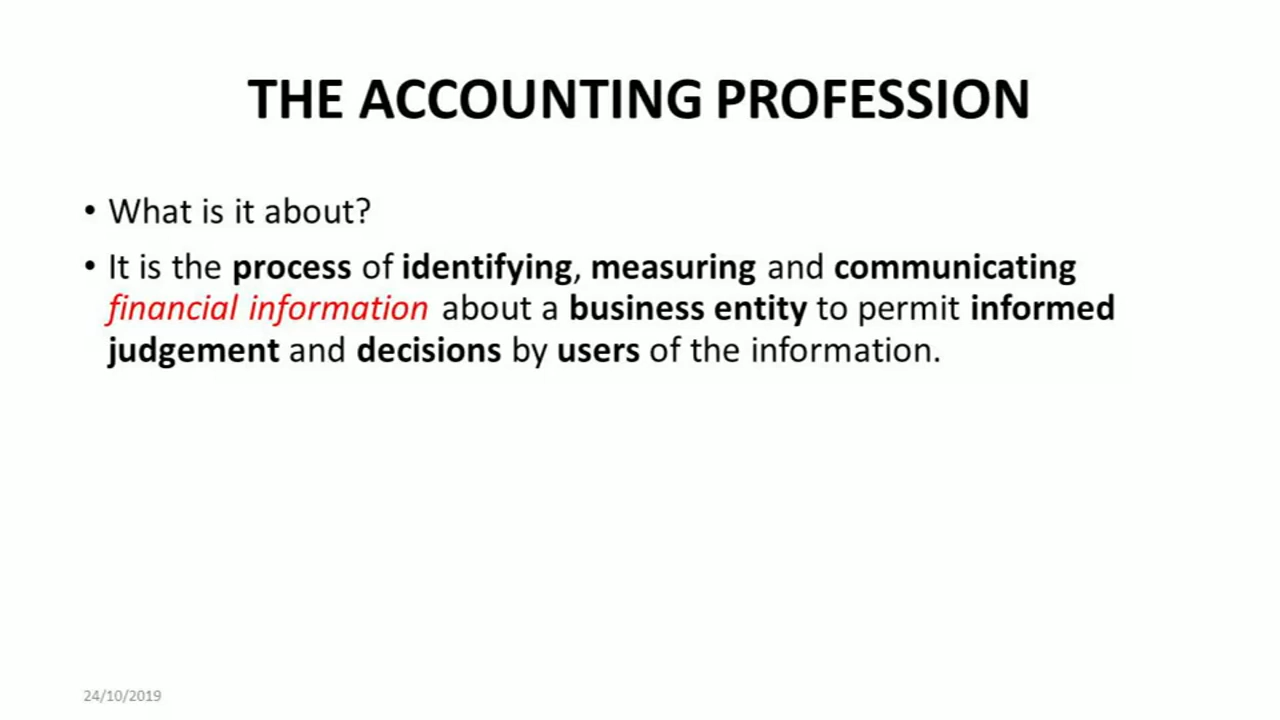 THE ACCOUNTING PROFESSION
• What is it about?
• It is the process of identifying, measuring and communicating
financial information about a business entity to permit informed
judgement and decisions by users of the information.
24/10/2019